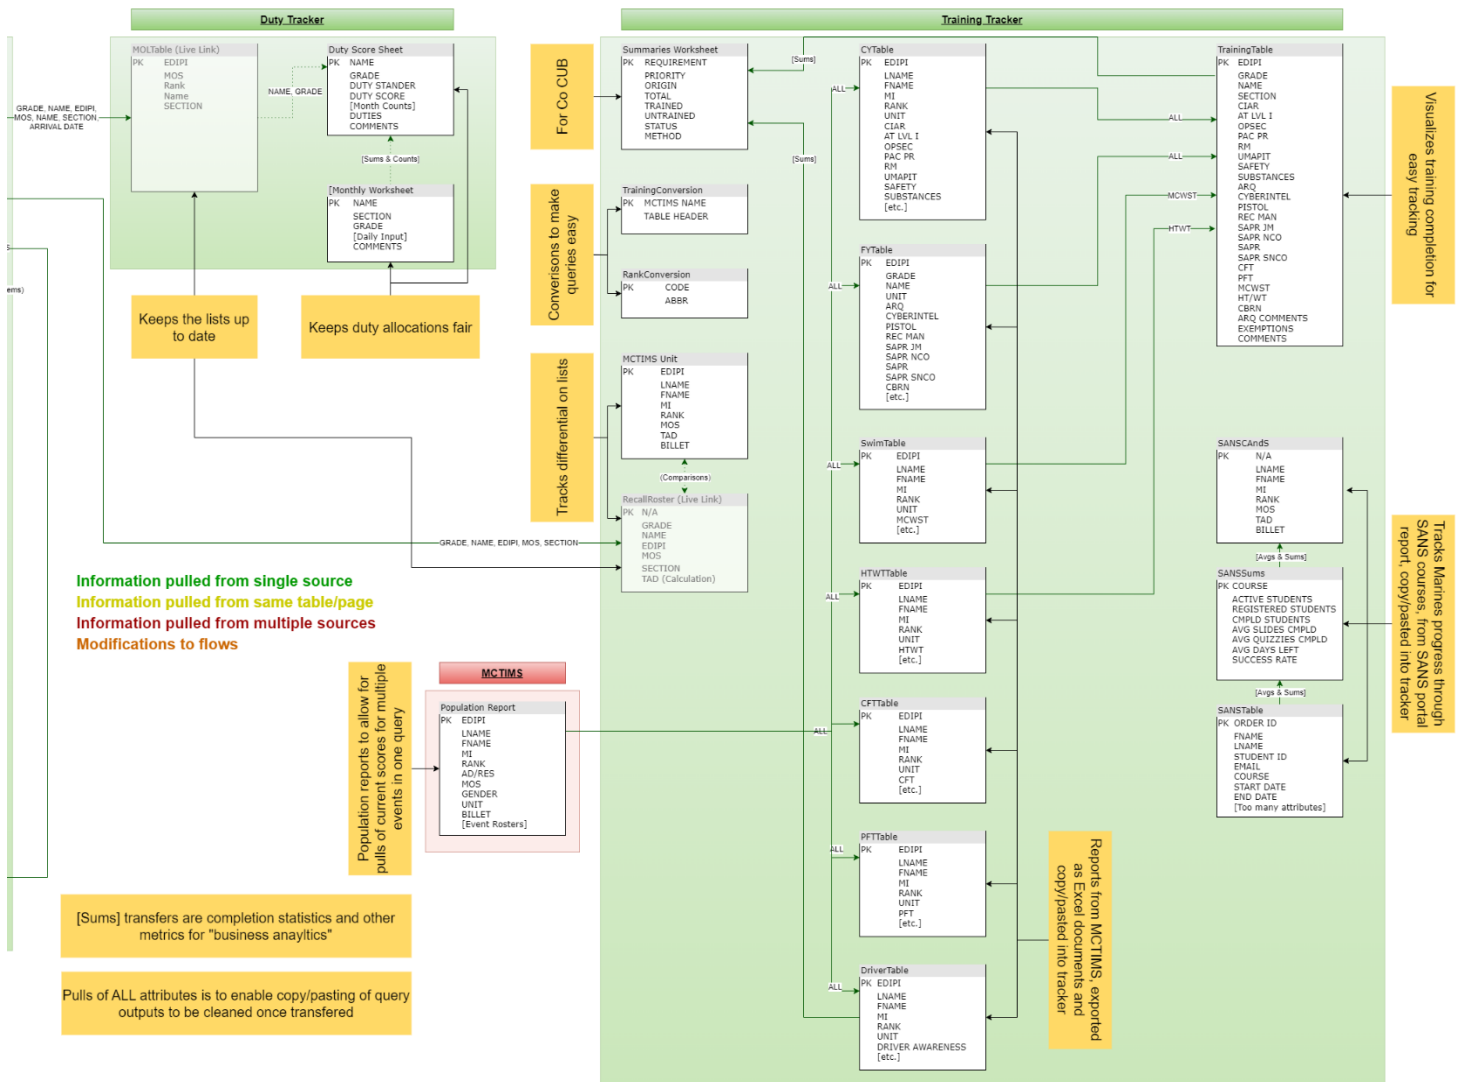 Duty Tracker
MOLTable (Live Link)
PK EDIPI
MOS
Rank
Name
SECTION
Duty Score Sheet
PK NAME
GRADE
DUTY STANDER
DUTY SCORE
[Month Counts]
DUTIES
COMMENTS
NAME, GRADE
GRADE, NAME, EDIPI,
MOS, NAME, SECTION,
ARRIVAL DATE
[Sums & Counts]
[Monthly Worksheet
PK NAME
SECTION
GRADE
[Daily Input]
COMMENTS
ems)
Keeps the lists up
to date
Keeps duty allocations fair
Training Tracker
For Co CUB
Summaries Worksheet
PK REQUIREMENT
PRIORITY
ORIGIN
TOTAL
TRAINED
UNTRAINED
STATUS
METHOD
[Sums]
[Sums]
Converisons to make
queries easy
TrainingConversion
PK MCTIMS NAME
TABLE HEADER
RankConversion
PK CODE
ABBR
Tracks differential on lists
MCTIMS Unit
PK EDIPI
LNAME
FNAME
MI
RANK
MOS
TAD
BILLET
(Comparisons)
RecallRoster (Live Link)
PK N/A
GRADE
NAME
EDIPI
MOS
SECTION
TAD (Calculation)
GRADE, NAME, EDIPI, MOS, SECTION
CYTable
PK EDIPI
LNAME
FNAME
MI
RANK
UNIT
CIAR
AT LVL I
OPSEC
PAC PR
RM
UMAPIT
SAFETY
SUBSTANCES
[etc.]
ALL
FYTable
PK EDIPI
GRADE
NAME
UNIT
ARQ
CYBERINTEL
PISTOL
REC MAN
SAPR JM
SAPR NCO
SAPR
SAPR SNCO
CBRN
[etc.]
ALL
SwimTable
PK EDIPI
LNAME
FNAME
MI
RANK
UNIT
MCWST
[etc.]
ALL
HTWTTable
PK EDIPI
LNAME
FNAME
MI
RANK
UNIT
HTWT
[etc.]
ALL
CFTTable
PK EDIPI
LNAME
FNAME
MI
RANK
UNIT
CFT
[etc.]
ALL
PFTTable
PK EDIPI
LNAME
FNAME
MI
RANK
UNIT
PFT
[etc.]
ALL
DriverTable
PK EDIPI
LNAME
FNAME
MI
RANK
UNIT
DRIVER AWARENESS
[etc.]
ALL
ALL
ALL
MCWST
HTWT
TrainingTable
PK EDIPI
GRADE
NAME
SECTION
CIAR
AT LVL I
OPSEC
PAC PR
RM
UMAPIT
SAFETY
SUBSTANCES
ARQ
CYBERINTEL
PISTOL
REC MAN
SAPR JM
SAPR NCO
SAPR
SAPR SNCO
CFT
PFT
MCWST
HT/WT
CBRN
ARQ COMMENTS
EXEMPTIONS
COMMENTS
Visualizes training completion for
easy tracking
SANSCAndS
PK N/A
LNAME
FNAME
MI
RANK
MOS
TAD
BILLET
[Avgs & Sums]
SANSSums
PK COURSE
ACTIVE STUDENTS
REGISTERED STUDENTS
CMPLD STUDENTS
AVG SLIDES CMPLD
AVG QUIZZIES CMPLD
AVG DAYS LEFT
SUCCESS RATE
[Avgs & Sums]
SANSTable
PK ORDER ID
FNAME
LNAME
STUDENT ID
EMAIL
COURSE
START DATE
END DATE
[Too many attributes]
Tracks Marines progress through
SANS courses, from SANS portal
report, copy/pasted into tracker
Reports from MCTIMS, exported
as Excel documents and
copy/pasted into tracker
Information pulled from single source
Information pulled from same table/page
Information pulled from multiple sources
Modifications to flows
MCTIMS
Population Report
PK EDIPI
LNAME
FNAME
MI
RANK
AD/RES
MOS
GENDER
UNIT
BILLET
[Event Rosters]
Population reports to allow for
pulls of current scores for multiple
events in one query
[Sums] transfers are completion statistics and other
metrics for "business anayltics"
Pulls of ALL attributes is to enable copy/pasting of query
outputs to be cleaned once transfered